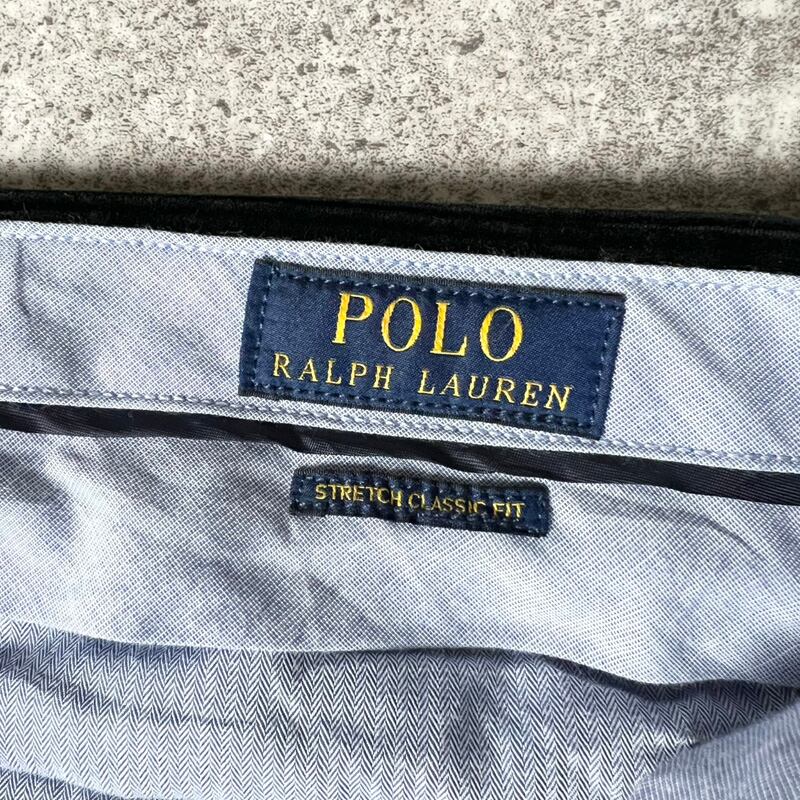 POLO
RALPH LAUREN
STRETCH CLASSIC FIT